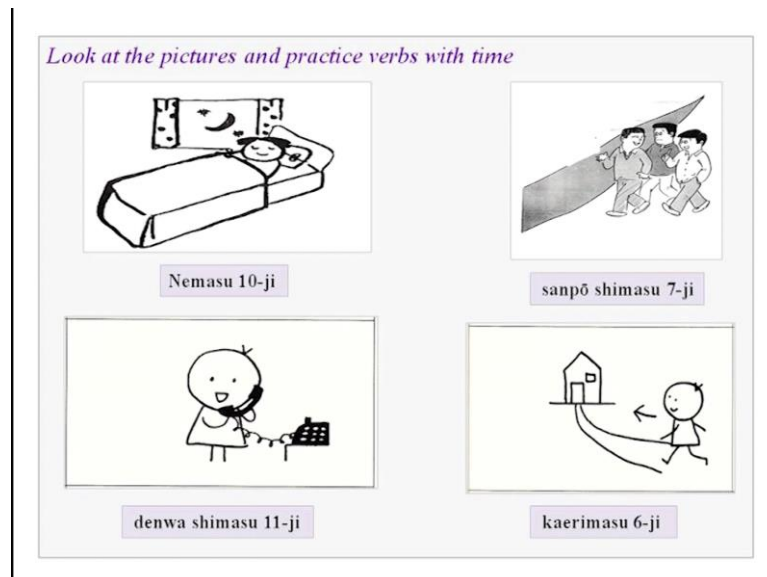 Look at the pictures and practice verbs with time
Nemasu 10-ji
sanpō shimasu 7-ji
denwa shimasu 11-ji
kaerimasu 6-ji